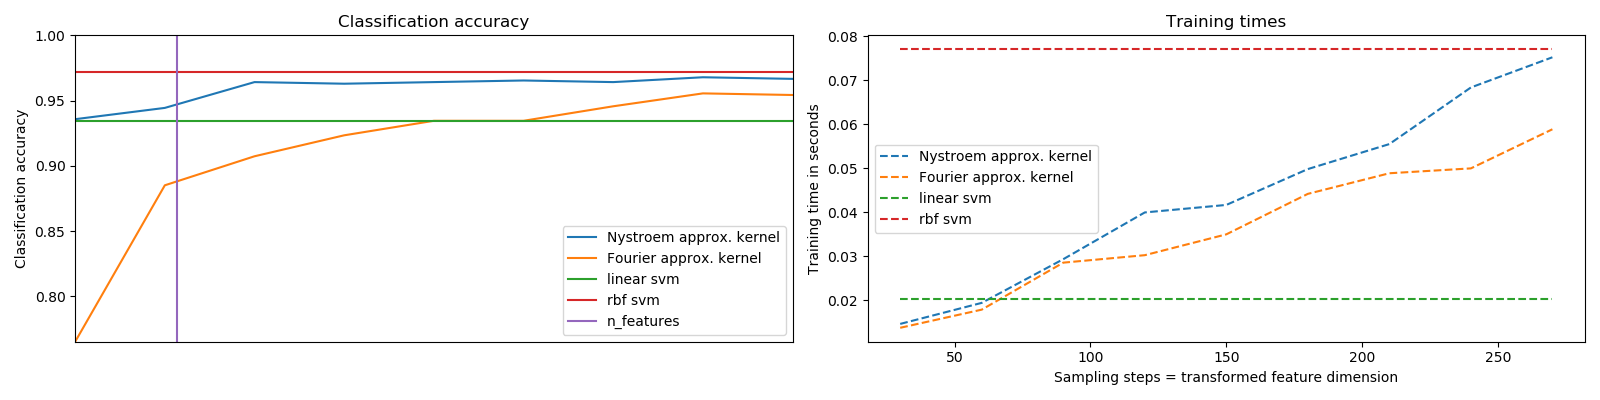 Classification accuracy
1.00
0.95
0.90
0.85
0.80
Classification accuracy
Nystroem approx. kernel
Fourier approx. kernel
linear svm
rbf svm
n_features
Training times
0.08
0.07
0.06
0.05
0.04
0.03
0.02
Training time in seconds
Nystroem approx. kernel
Fourier approx. kernel
linear svm
rbf svm
50 100 150 200 250
Sampling steps = transformed feature dimension